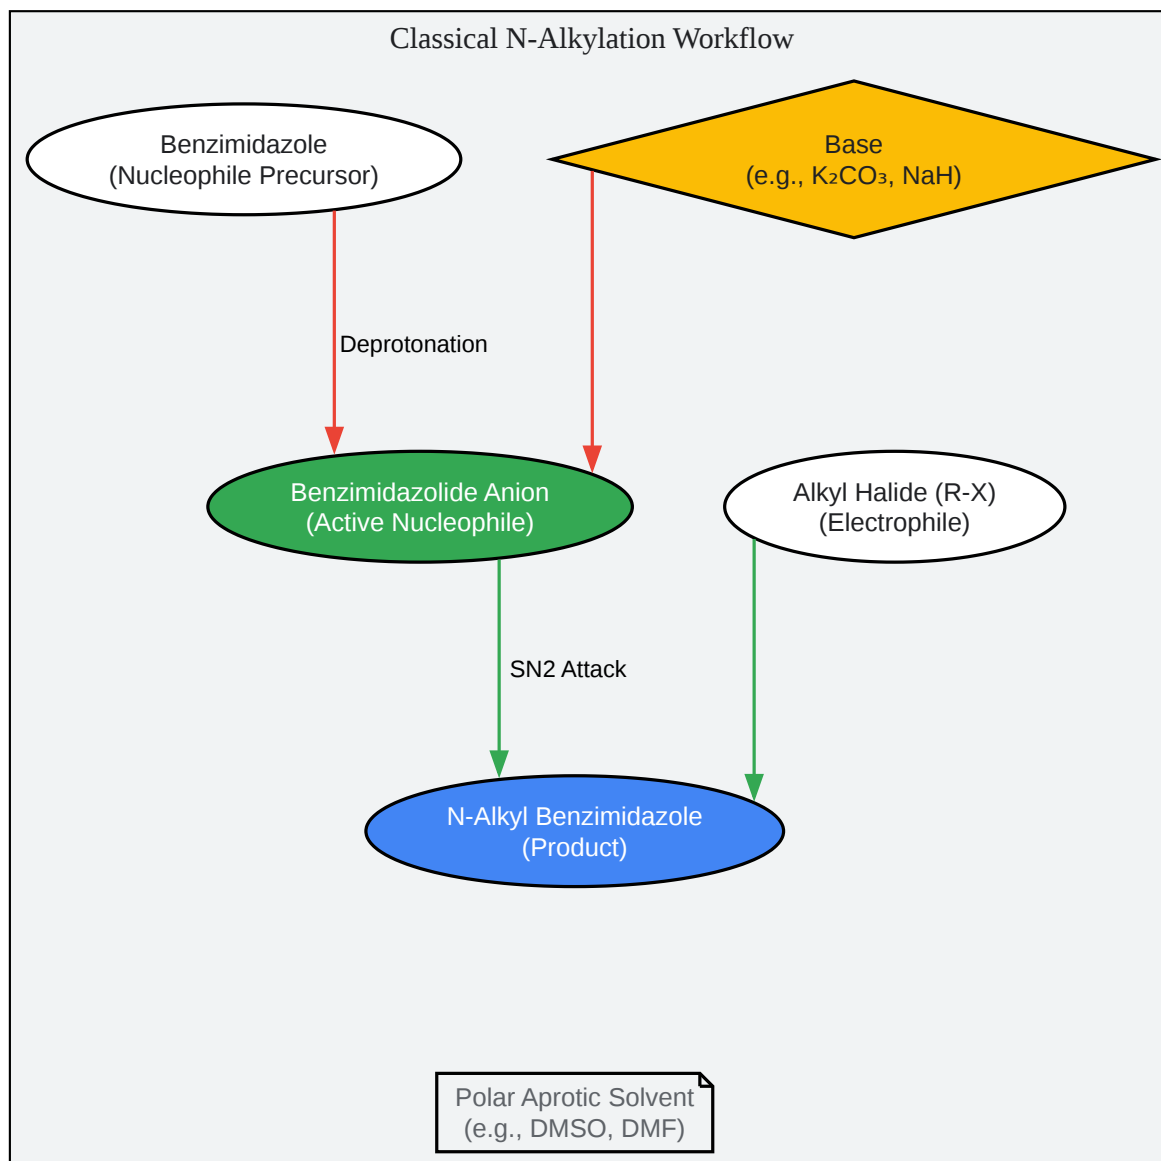 Classical N-Alkylation Workflow
Benzimidazole
(Nucleophile Precursor)
Base
(e.g., K₂CO₃, NaH)
Deprotonation
Benzimidazolide Anion
(Active Nucleophile)
Alkyl Halide (R-X)
(Electrophile)
SN2 Attack
N-Alkyl Benzimidazole
(Product)
Polar Aprotic Solvent
(e.g., DMSO, DMF)